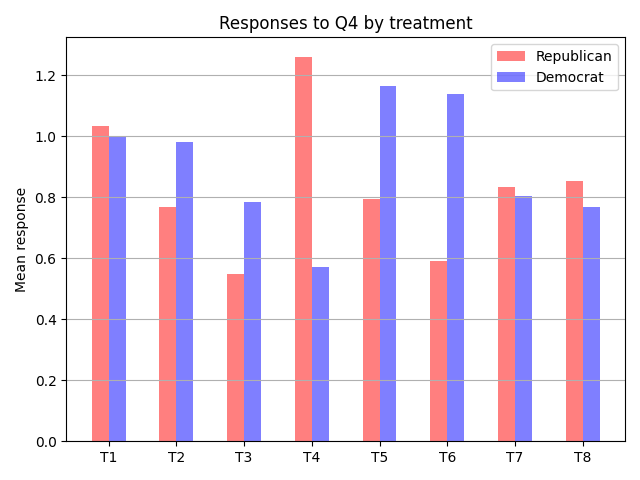 Responses to Q4 by treatment
Republican
Democrat
Mean response
1.2
1.0
0.8
0.6
0.4
0.2
0.0
T1 T2 T3 T4 T5 T6 T7 T8